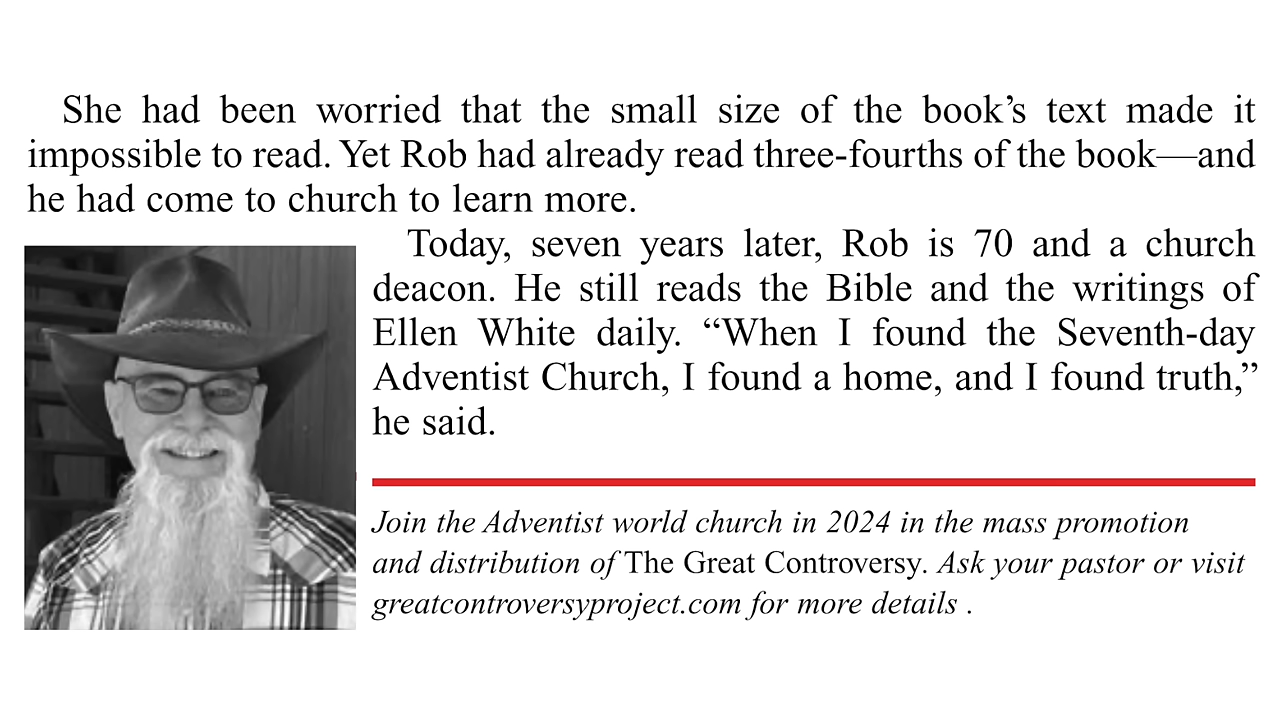 She had been worried that the small size of the book’s text made it
impossible to read. Yet Rob had already read three-fourths of the book—and
he had come to church to learn more.
Today, seven years later, Rob is 70 and a church
deacon. He still reads the Bible and the writings of
Ellen White daily. “When I found the Seventh-day
Adventist Church, I found a home, and I found truth,”
he said.
Join the Adventist world church in 2024 in the mass promotion
and distribution of The Great Controversy. Ask your pastor or visit
greatcontroversyproject.com for more details .